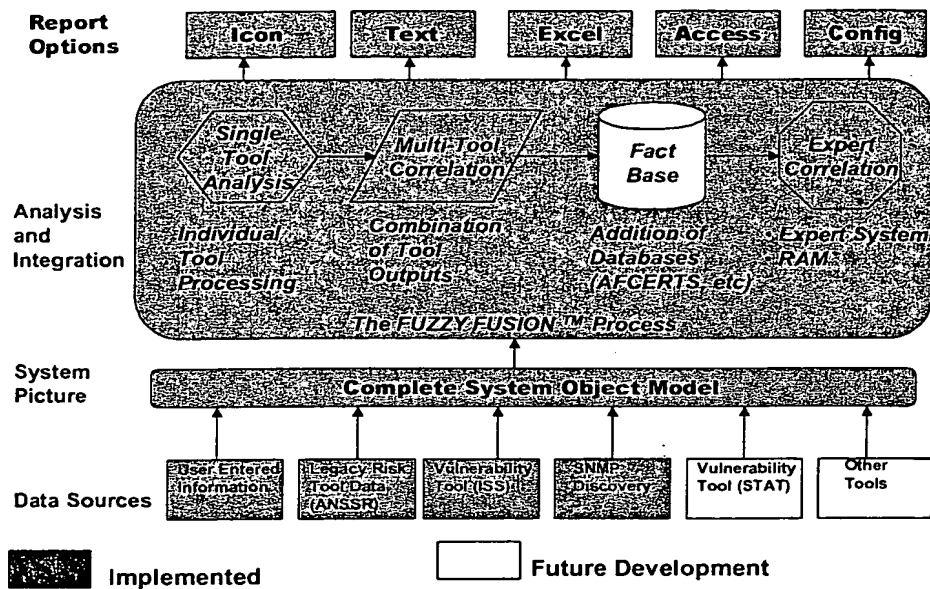 Report
Options
Icon
Text
Excel
Access
Config
Single
Tool
Analysis
Multi Tool
Correlation
Fact
Base
Expert
Correlation
Analysis
and
Integration
Individual
Tool
Processing
Combination
of Tool
Outputs
Addition of
Databases
(AFCERTS, etc)
Expert System
RAM
The FUZZY FUSION ™ Process
System
Picture
Complete System Object Model
Data Sources
User Entered
Information
Legacy Risk
Tool Data
(ANSSR)
Vulnerability
Tool (ISS)
SNMP
Discovery
Vulnerability
Tool (STAT)
Other
Tools
Implemented
Future Development